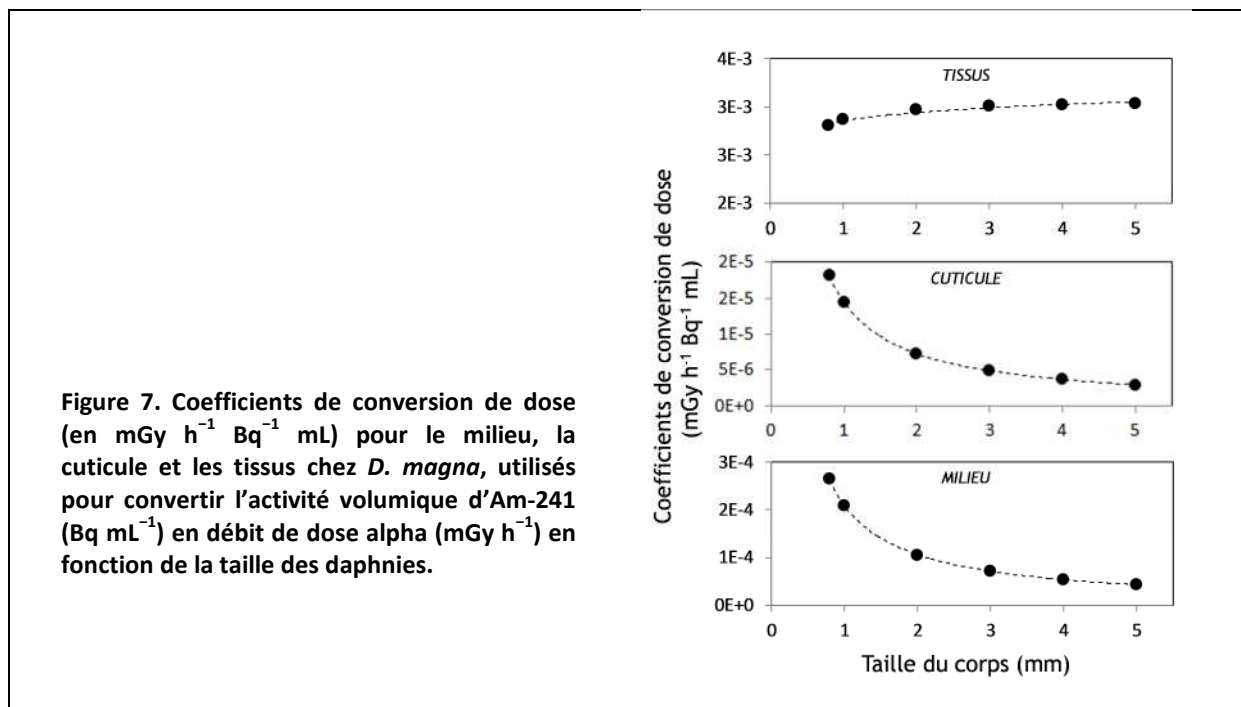 Figure 7. Coefficients de conversion de dose
(en mGy h⁻¹ Bq⁻¹ mL) pour le milieu, la
cuticule et les tissus chez D. magna, utilisés
pour convertir l’activité volumique d’Am-241
(Bq mL⁻¹) en débit de dose alpha (mGy h⁻¹) en
fonction de la taille des daphnies.
Coefficients de conversion de dose
(mGy h⁻¹ Bq⁻¹ mL)
TISSUS
4E-3
3E-3
3E-3
2E-3
0 1 2 3 4 5
CUTICULE
2E-5
2E-5
1E-5
5E-6
0E+0
0 1 2 3 4 5
MILIEU
3E-4
2E-4
1E-4
0E+0
0 1 2 3 4 5
Taille du corps (mm)